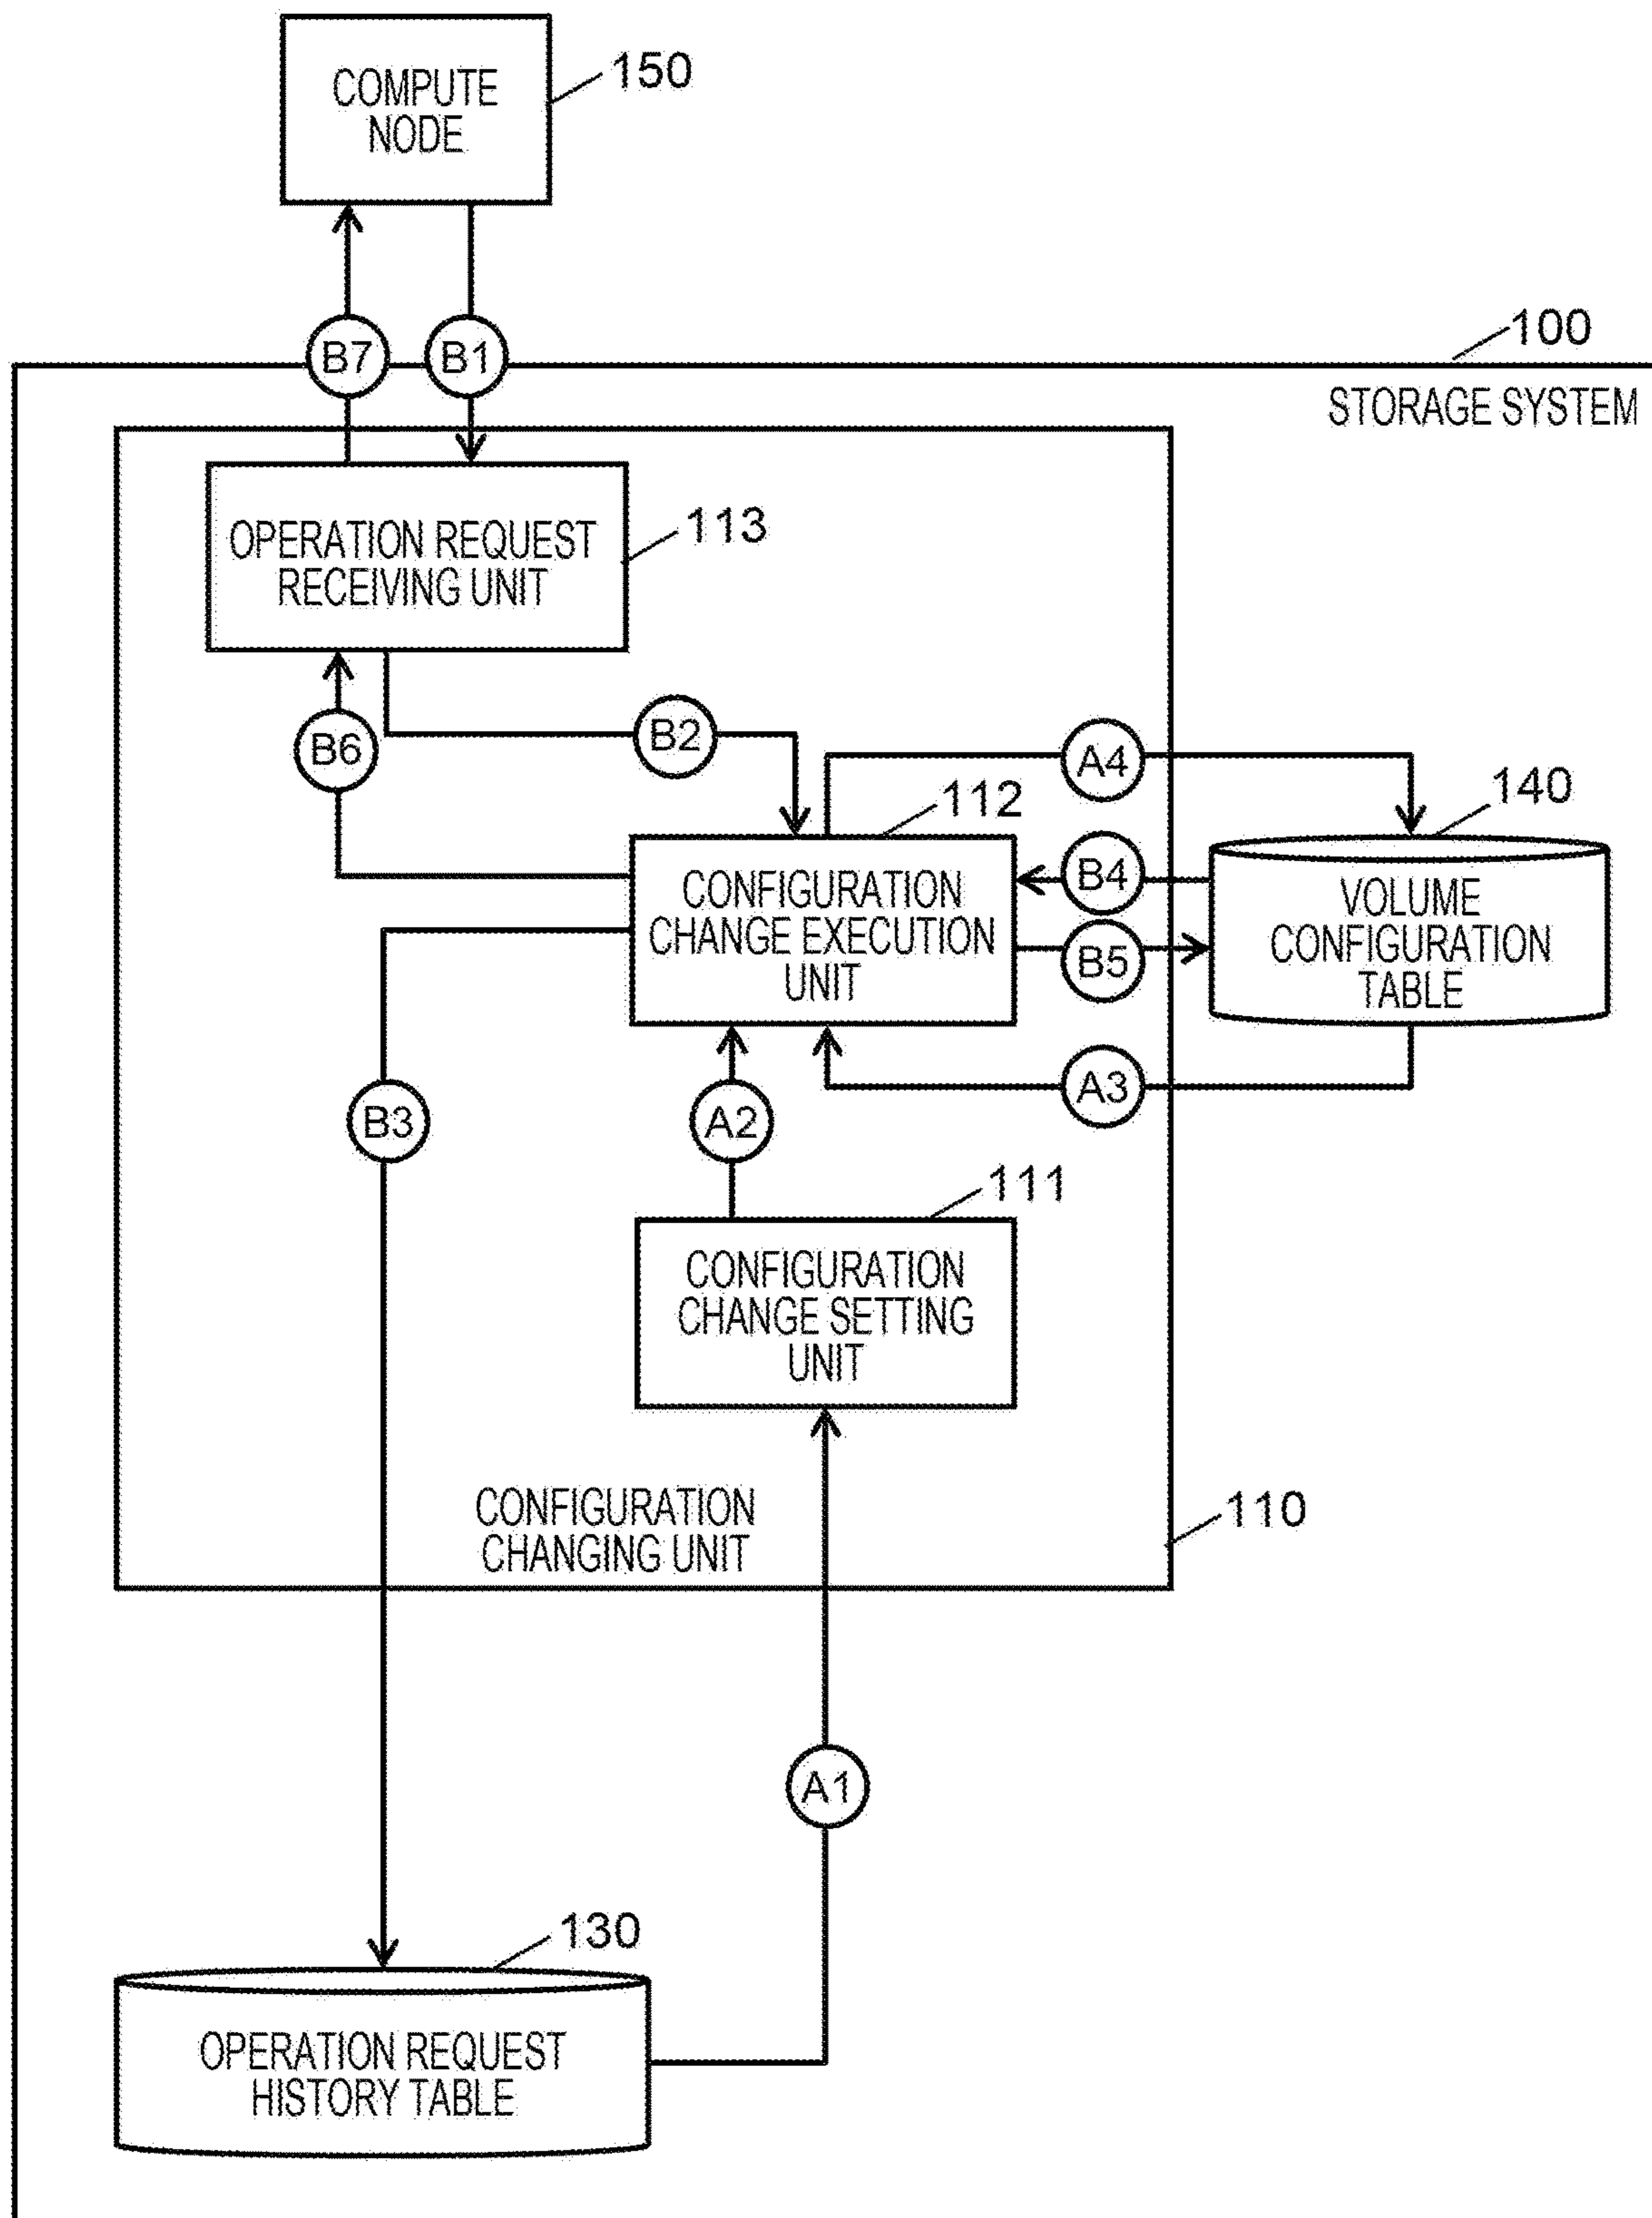 COMPUTE
NODE
150
B7
B1
100
STORAGE SYSTEM
OPERATION REQUEST
RECEIVING UNIT
113
B6
B2
A4
112
140
CONFIGURATION
CHANGE EXECUTION
UNIT
B4
B5
VOLUME
CONFIGURATION
TABLE
B3
A2
A3
111
CONFIGURATION
CHANGE SETTING
UNIT
CONFIGURATION
CHANGING UNIT
110
A1
130
OPERATION REQUEST
HISTORY TABLE